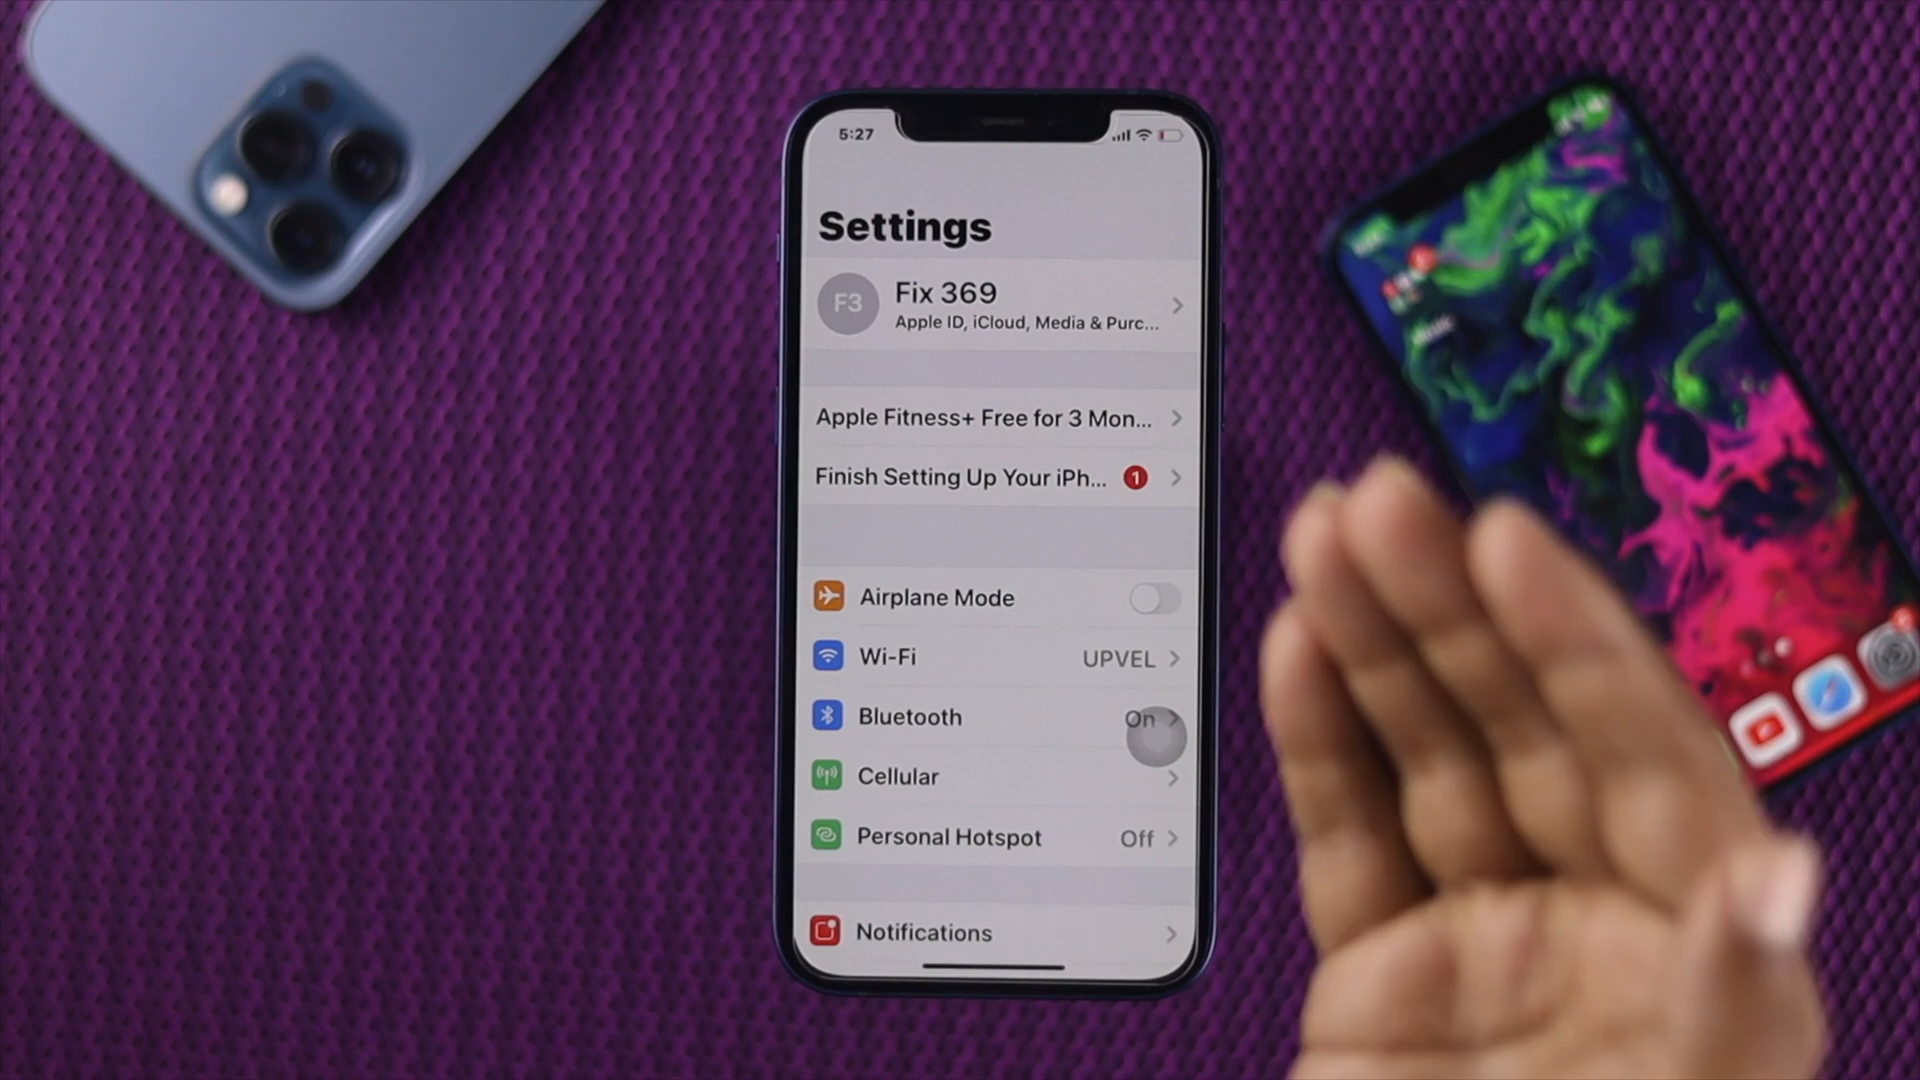 5:27
Settings
F3
Fix 369
Apple ID, iCloud, Media & Purc...
Apple Fitness+ Free for 3 Mon...
Finish Setting Up Your iPh... 1
Airplane Mode
Wi-Fi UPVEL
Bluetooth On
Cellular
Personal Hotspot Off
Notifications